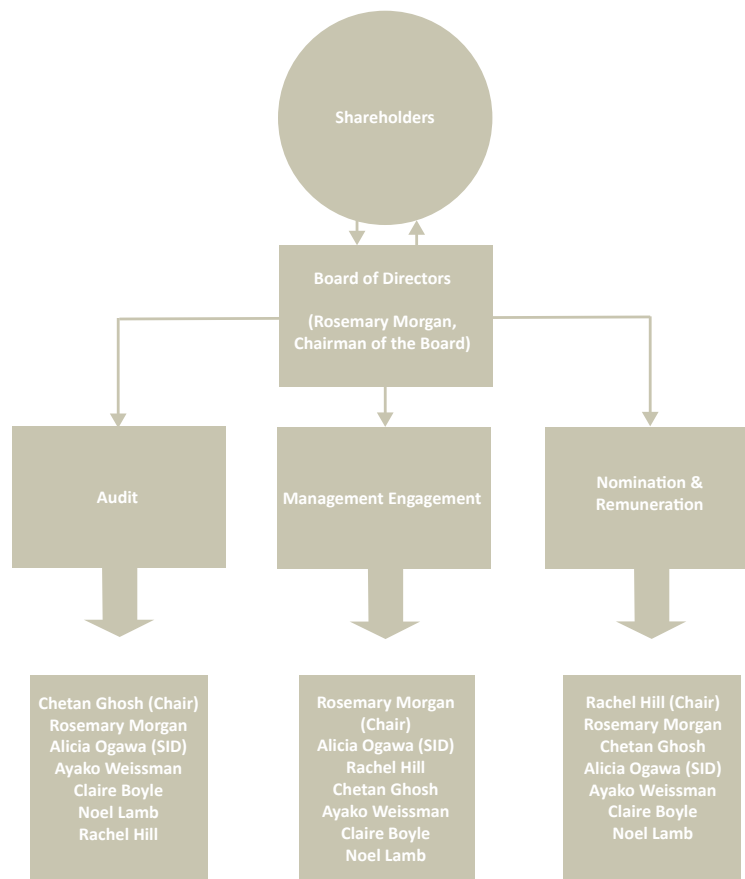 Shareholders
Board of Directors
(Rosemary Morgan,
Chairman of the Board)
Audit
Management Engagement
Nomination &
Remuneration
Chetan Ghosh (Chair)
Rosemary Morgan
Alicia Ogawa (SID)
Ayako Weissman
Claire Boyle
Noel Lamb
Rachel Hill
Rosemary Morgan
(Chair)
Alicia Ogawa (SID)
Rachel Hill
Chetan Ghosh
Ayako Weissman
Claire Boyle
Noel Lamb
Rachel Hill (Chair)
Rosemary Morgan
Chetan Ghosh
Alicia Ogawa (SID)
Ayako Weissman
Claire Boyle
Noel Lamb